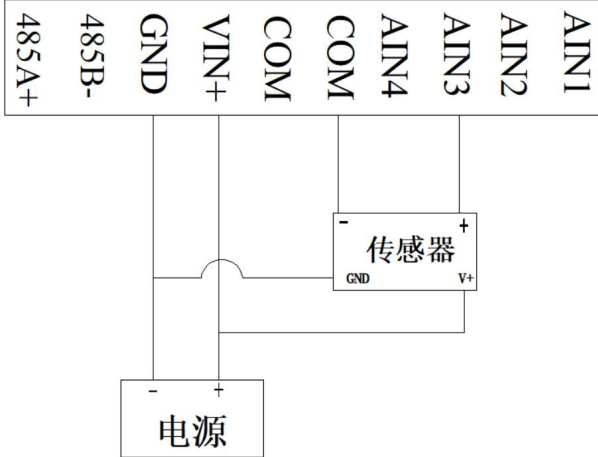 485A+
485B-
GND
VIN+
COM
COM
AIN4
AIN3
AIN2
AIN1
- +
传感器
GND V+
- +
电源